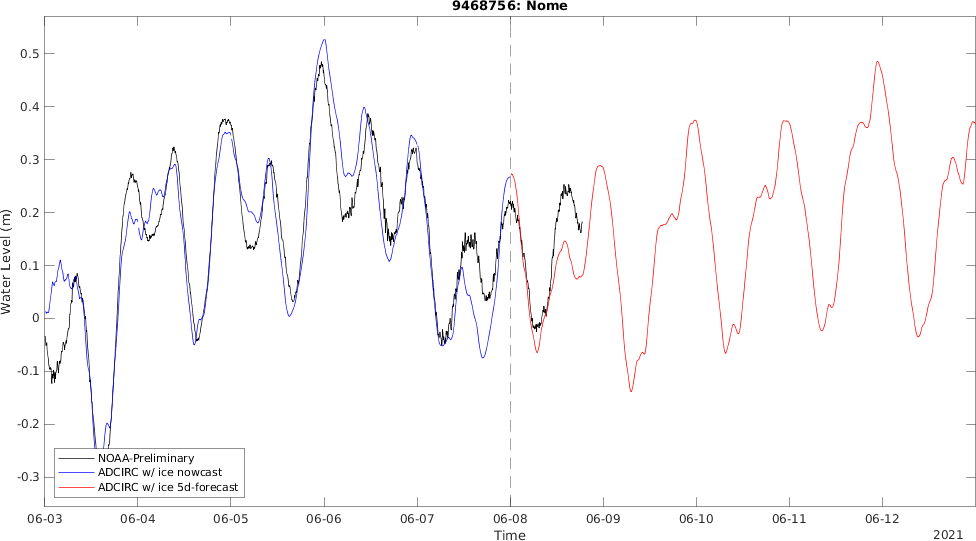 9468756: Nome
0.5
0.4
0.3
0.2
0.1
0
-0.1
-0.2
-0.3
Water Level (m)
NOAA-Preliminary
ADCIRC w/ ice nowcast
ADCIRC w/ ice 5d-forecast
06-03 06-04 06-05 06-06 06-07 06-08 06-09 06-10 06-11 06-12
Time
2021